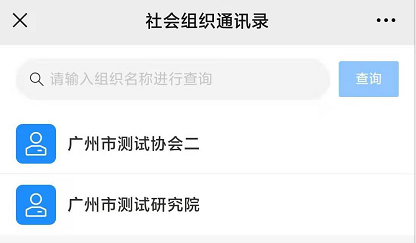 社会组织通讯录
请输入组织名称进行查询
查询
广州市测试协会二
广州市测试研究院